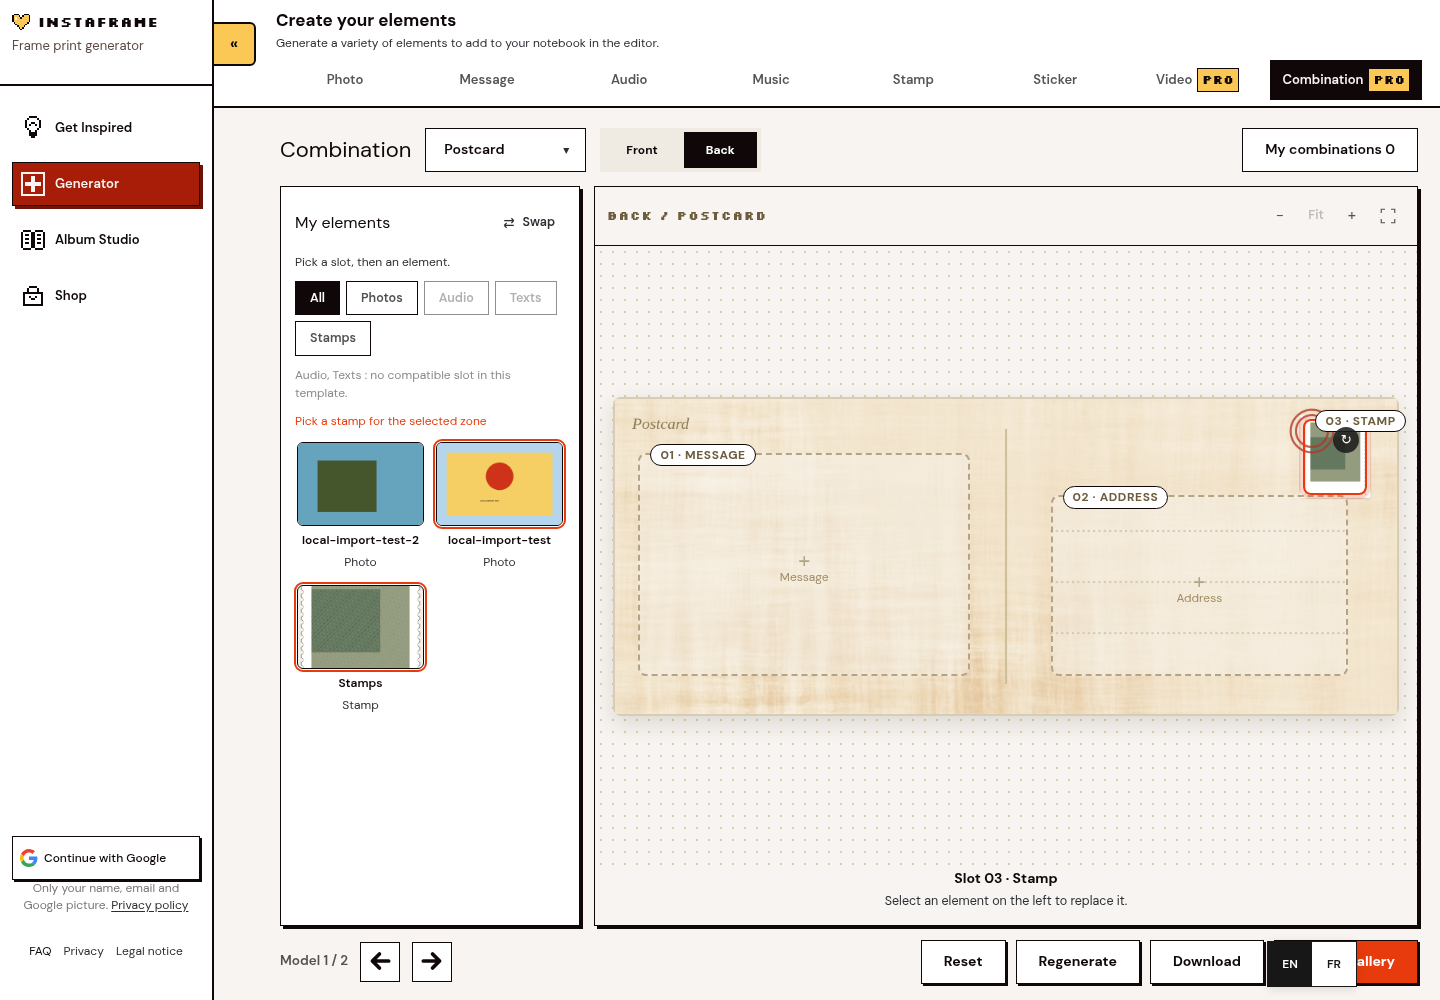 INSTAFRAME
Frame print generator
Get Inspired
Generator
Album Studio
Shop
Continue with Google
Only your name, email and
Google picture. Privacy policy
FAQ Privacy Legal notice
«
Create your elements
Generate a variety of elements to add to your notebook in the editor.
Photo Message Audio Music Stamp Sticker Video PRO Combination PRO
Combination Postcard Front Back My combinations 0
My elements Swap
Pick a slot, then an element.
All Photos Audio Texts
Stamps
Audio, Texts : no compatible slot in this
template.
Pick a stamp for the selected zone
local-import-test-2 local-import-test
Photo Photo
Stamps
Stamp
BACK / POSTCARD
− Fit +
Postcard
03 · STAMP
01 · MESSAGE
02 · ADDRESS
+
Message
+
Address
Slot 03 · Stamp
Select an element on the left to replace it.
Model 1 / 2
Reset Regenerate Download EN FR allery